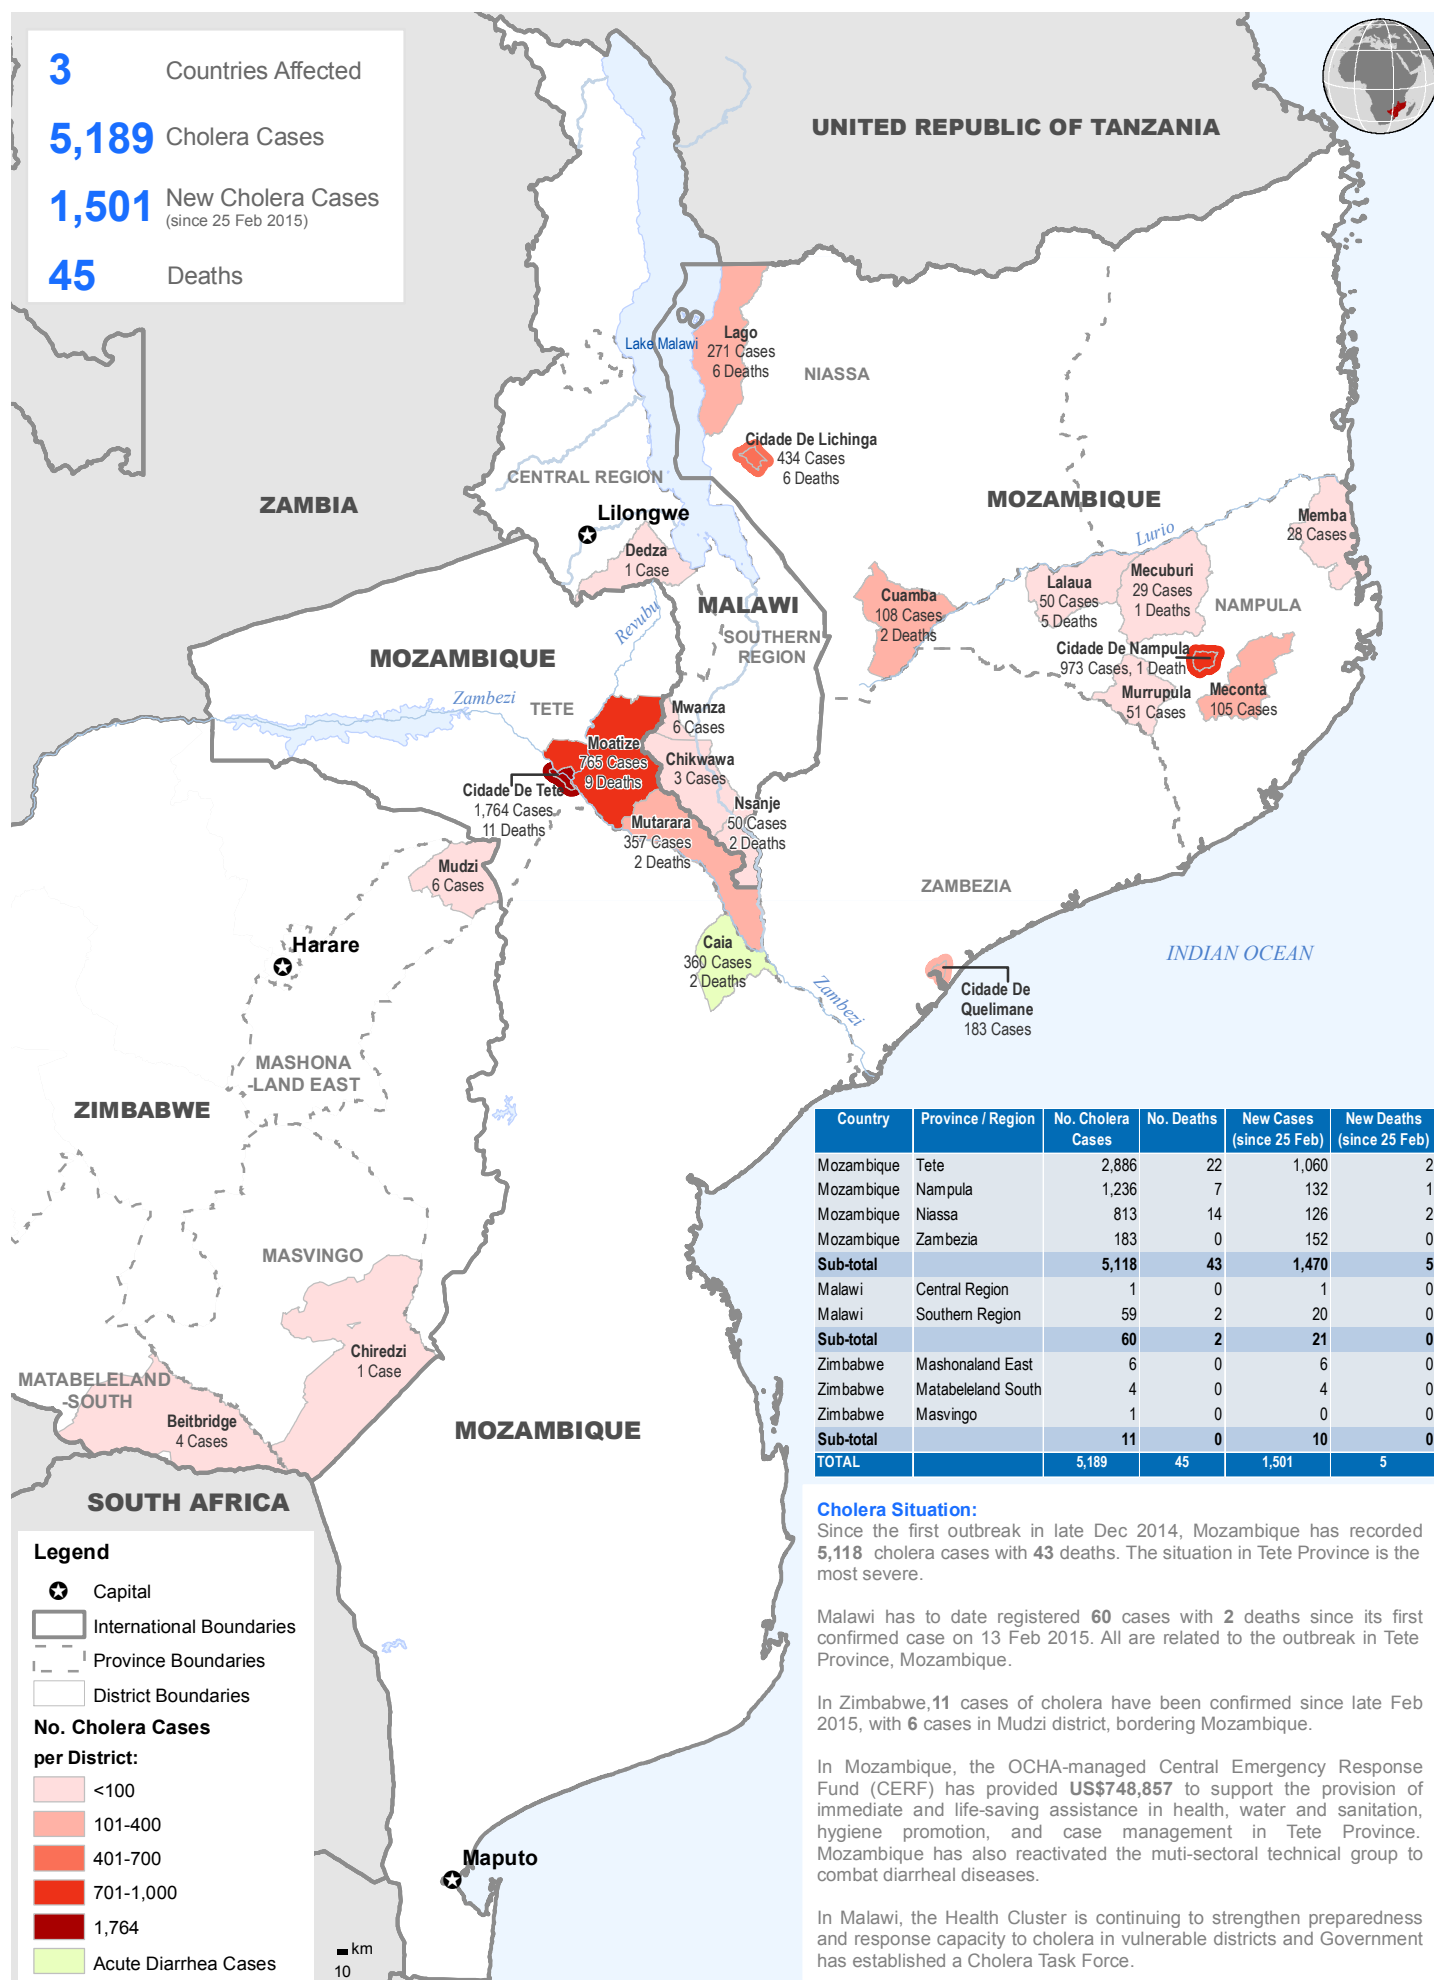 3 Countries Affected
5,189 Cholera Cases
1,501 New Cholera Cases
(since 25 Feb 2015)
45 Deaths
UNITED REPUBLIC OF TANZANIA
Lake Malawi
Lago
271 Cases
6 Deaths
NIASSA
Cidade De Lichinga
434 Cases
6 Deaths
CENTRAL REGION
ZAMBIA
MOZAMBIQUE
Lilongwe
Memba
28 Cases
Lurio
Dedza
1 Case
Lalaua
50 Cases
5 Deaths
Mecuburi
29 Cases
1 Deaths
Cuamba
108 Cases
2 Deaths
MALAWI
NAMPULA
Revubu
SOUTHERN
REGION
MOZAMBIQUE
Cidade De Nampula
973 Cases, 1 Death
Murrupula
51 Cases
Meconta
105 Cases
Zambezi
TETE
Mwanza
6 Cases
Moatize
765 Cases
9 Deaths
Chikwawa
3 Cases
Cidade De Tete
1,764 Cases
11 Deaths
Nsanje
50 Cases
2 Deaths
Mutarara
357 Cases
2 Deaths
Mudzi
6 Cases
ZAMBEZIA
Harare
Caia
360 Cases
2 Deaths
INDIAN OCEAN
Zambezi
Cidade De
Quelimane
183 Cases
MASHONA
-LAND EAST
ZIMBABWE
Country Province / Region No. Cholera Cases No. Deaths New Cases (since 25 Feb) New Deaths (since 25 Feb)
Mozambique Tete 2,886 22 1,060 2
Mozambique Nampula 1,236 7 132 1
Mozambique Niassa 813 14 126 2
Mozambique Zambezia 183 0 152 0
Sub-total 5,118 43 1,470 5
Malawi Central Region 1 0 1 0
Malawi Southern Region 59 2 20 0
Sub-total 60 2 21 0
Zimbabwe Mashonaland East 6 0 6 0
Zimbabwe Matabeleland South 4 0 4 0
Zimbabwe Masvingo 1 0 0 0
Sub-total 11 0 10 0
TOTAL 5,189 45 1,501 5
MASVINGO
Chiredzi
1 Case
MATABELELAND
-SOUTH
Beitbridge
4 Cases
MOZAMBIQUE
SOUTH AFRICA
Maputo
Legend
Capital
International Boundaries
Province Boundaries
District Boundaries
No. Cholera Cases
per District:
<100
101-400
401-700
701-1,000
1,764
Acute Diarrhea Cases
km
10
Cholera Situation:
Since the first outbreak in late Dec 2014, Mozambique has recorded
5,118 cholera cases with 43 deaths. The situation in Tete Province is the
most severe.
Malawi has to date registered 60 cases with 2 deaths since its first
confirmed case on 13 Feb 2015. All are related to the outbreak in Tete
Province, Mozambique.
In Zimbabwe,11 cases of cholera have been confirmed since late Feb
2015, with 6 cases in Mudzi district, bordering Mozambique.
In Mozambique, the OCHA-managed Central Emergency Response
Fund (CERF) has provided US$748,857 to support the provision of
immediate and life-saving assistance in health, water and sanitation,
hygiene promotion, and case management in Tete Province.
Mozambique has also reactivated the muti-sectoral technical group to
combat diarrheal diseases.
In Malawi, the Health Cluster is continuing to strengthen preparedness
and response capacity to cholera in vulnerable districts and Government
has established a Cholera Task Force.